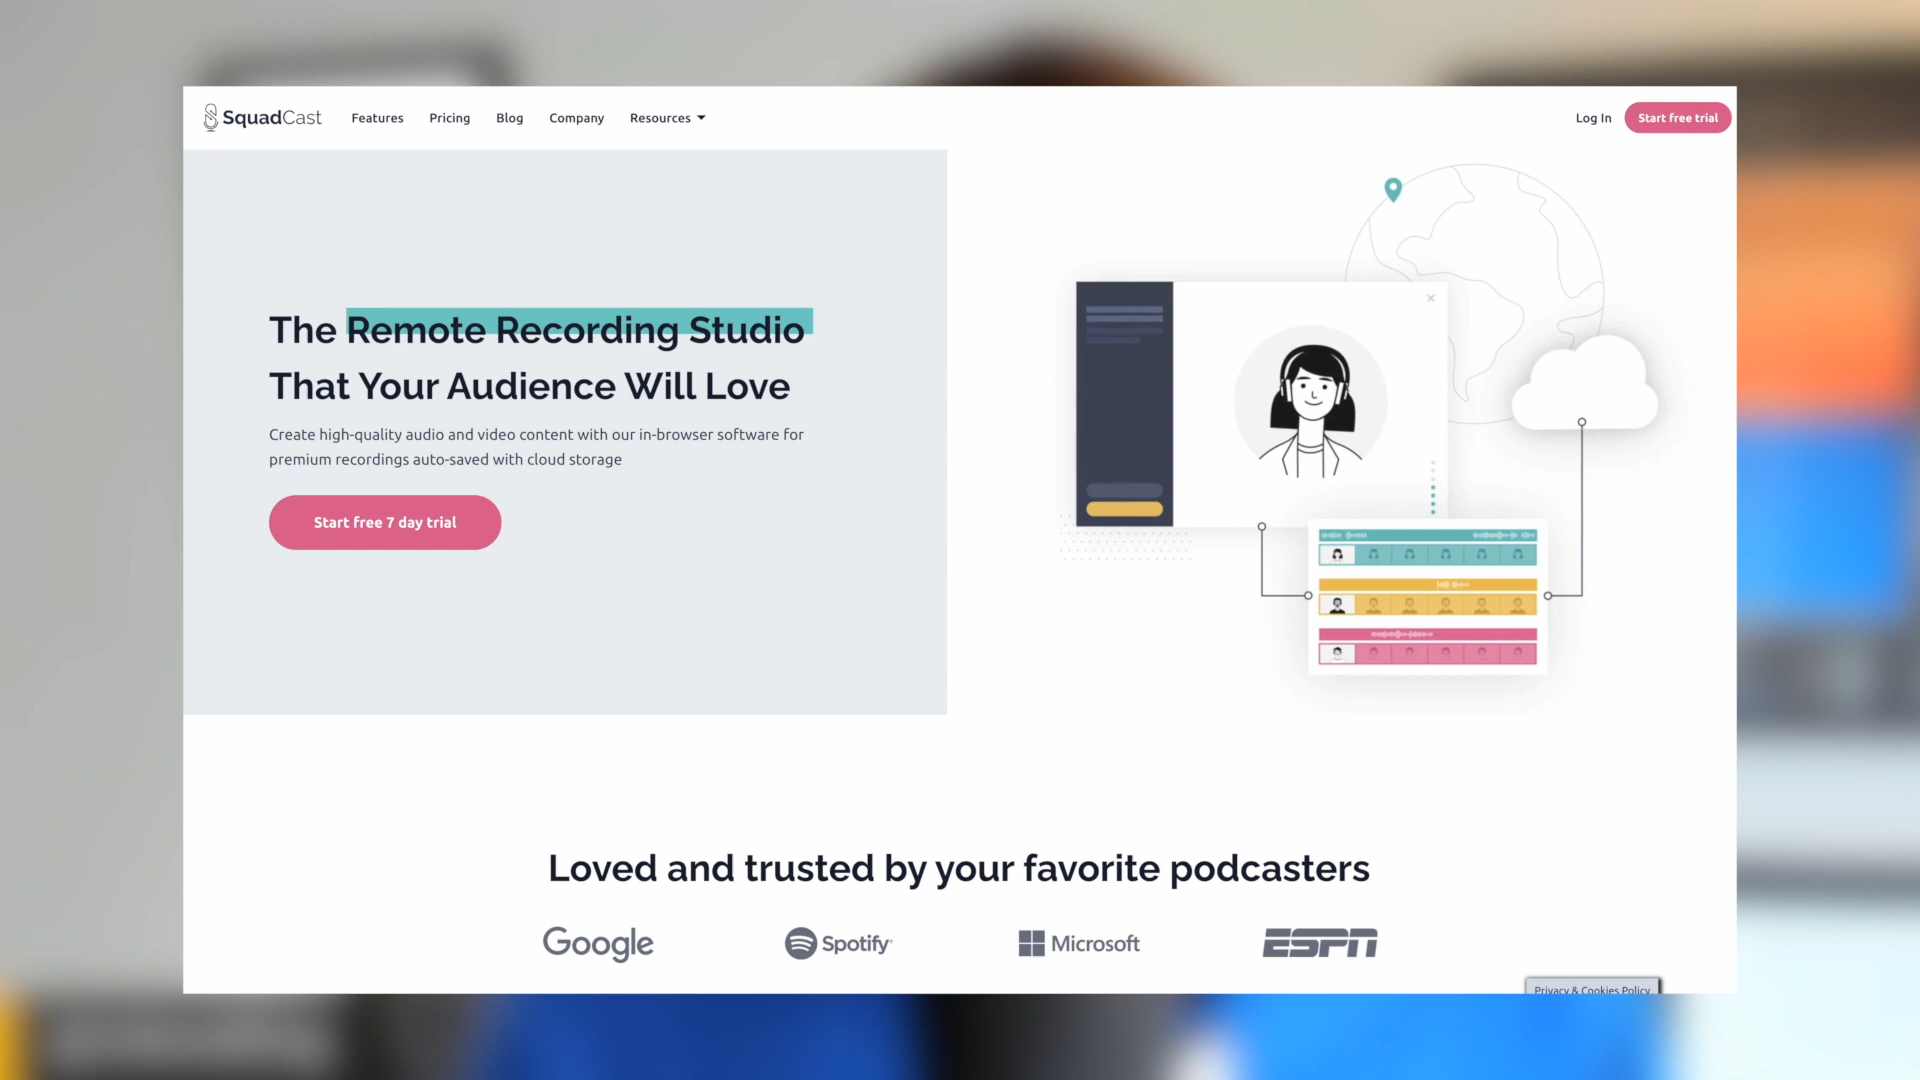 SquadCast
Features
Pricing
Blog
Company
Resources
Log In
Start free trial
The Remote Recording Studio
That Your Audience Will Love
Create high-quality audio and video content with our in-browser software for
premium recordings auto-saved with cloud storage
Start free 7 day trial
Loved and trusted by your favorite podcasters
Google
Spotify
Microsoft
ESPN
Privacy & Cookies Policy